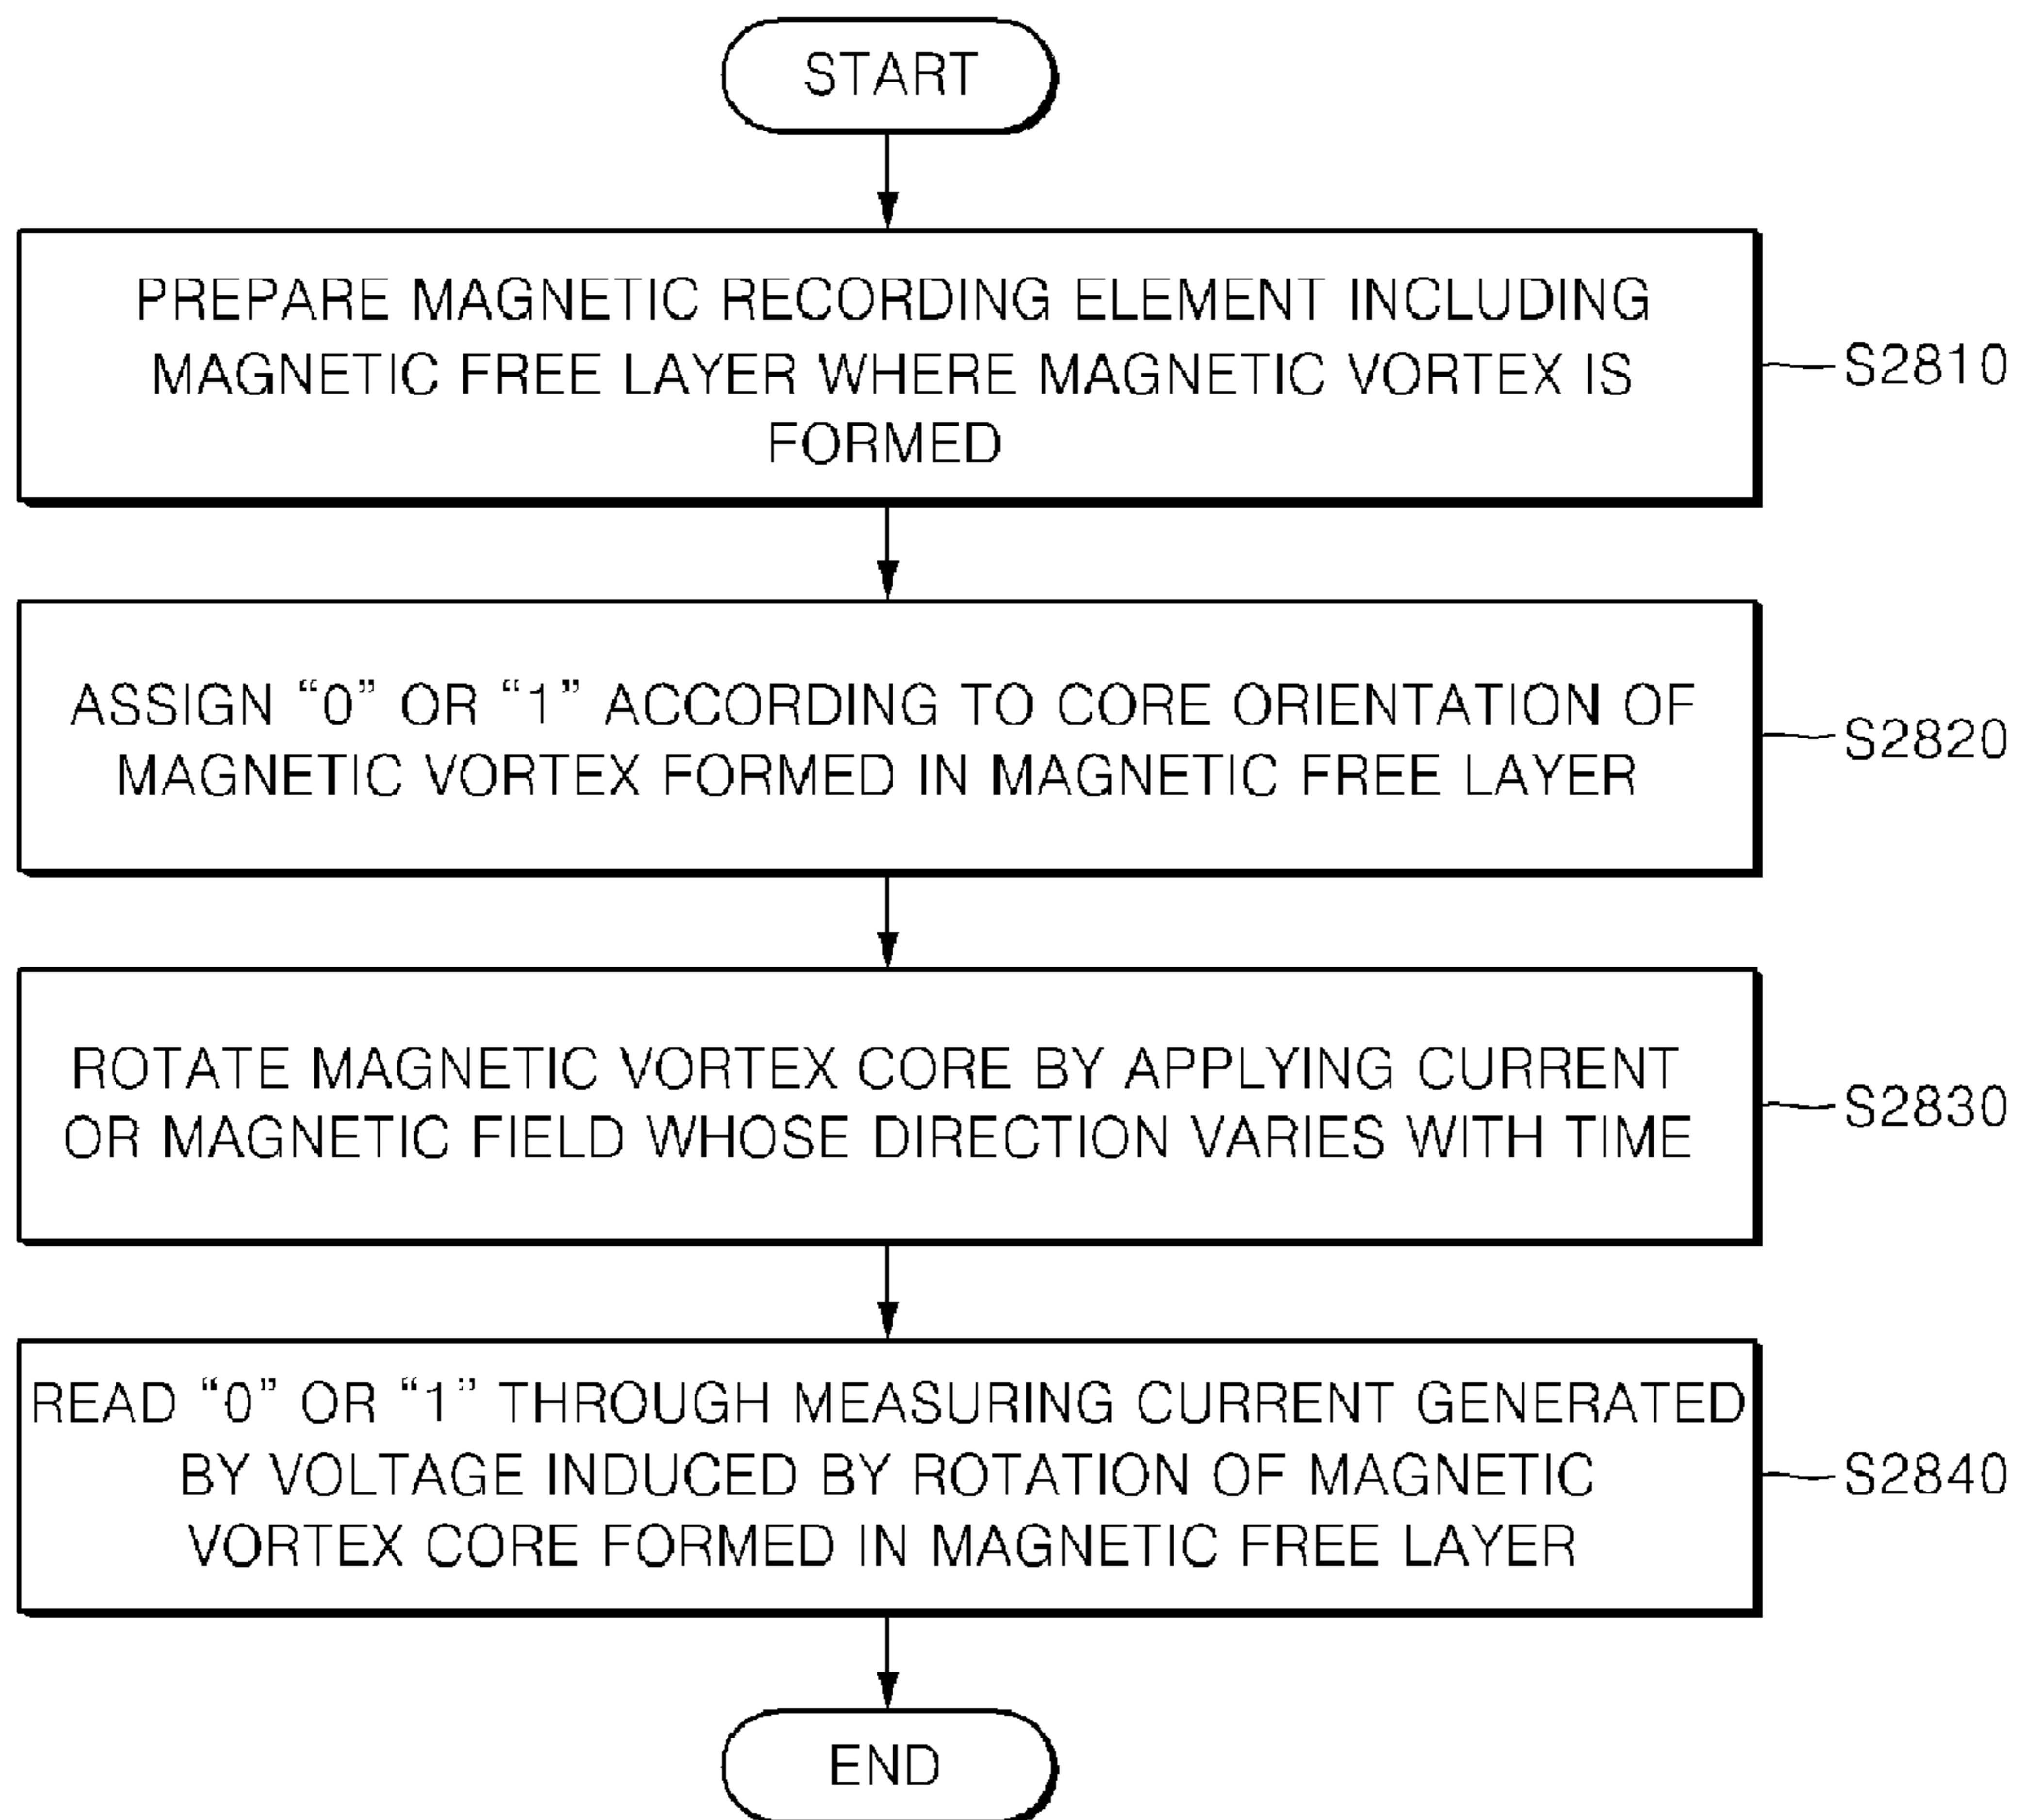 START
PREPARE MAGNETIC RECORDING ELEMENT INCLUDING
MAGNETIC FREE LAYER WHERE MAGNETIC VORTEX IS
FORMED
S2810
ASSIGN “0” OR “1” ACCORDING TO CORE ORIENTATION OF
MAGNETIC VORTEX FORMED IN MAGNETIC FREE LAYER
S2820
ROTATE MAGNETIC VORTEX CORE BY APPLYING CURRENT
OR MAGNETIC FIELD WHOSE DIRECTION VARIES WITH TIME
S2830
READ “0” OR “1” THROUGH MEASURING CURRENT GENERATED
BY VOLTAGE INDUCED BY ROTATION OF MAGNETIC
VORTEX CORE FORMED IN MAGNETIC FREE LAYER
S2840
END